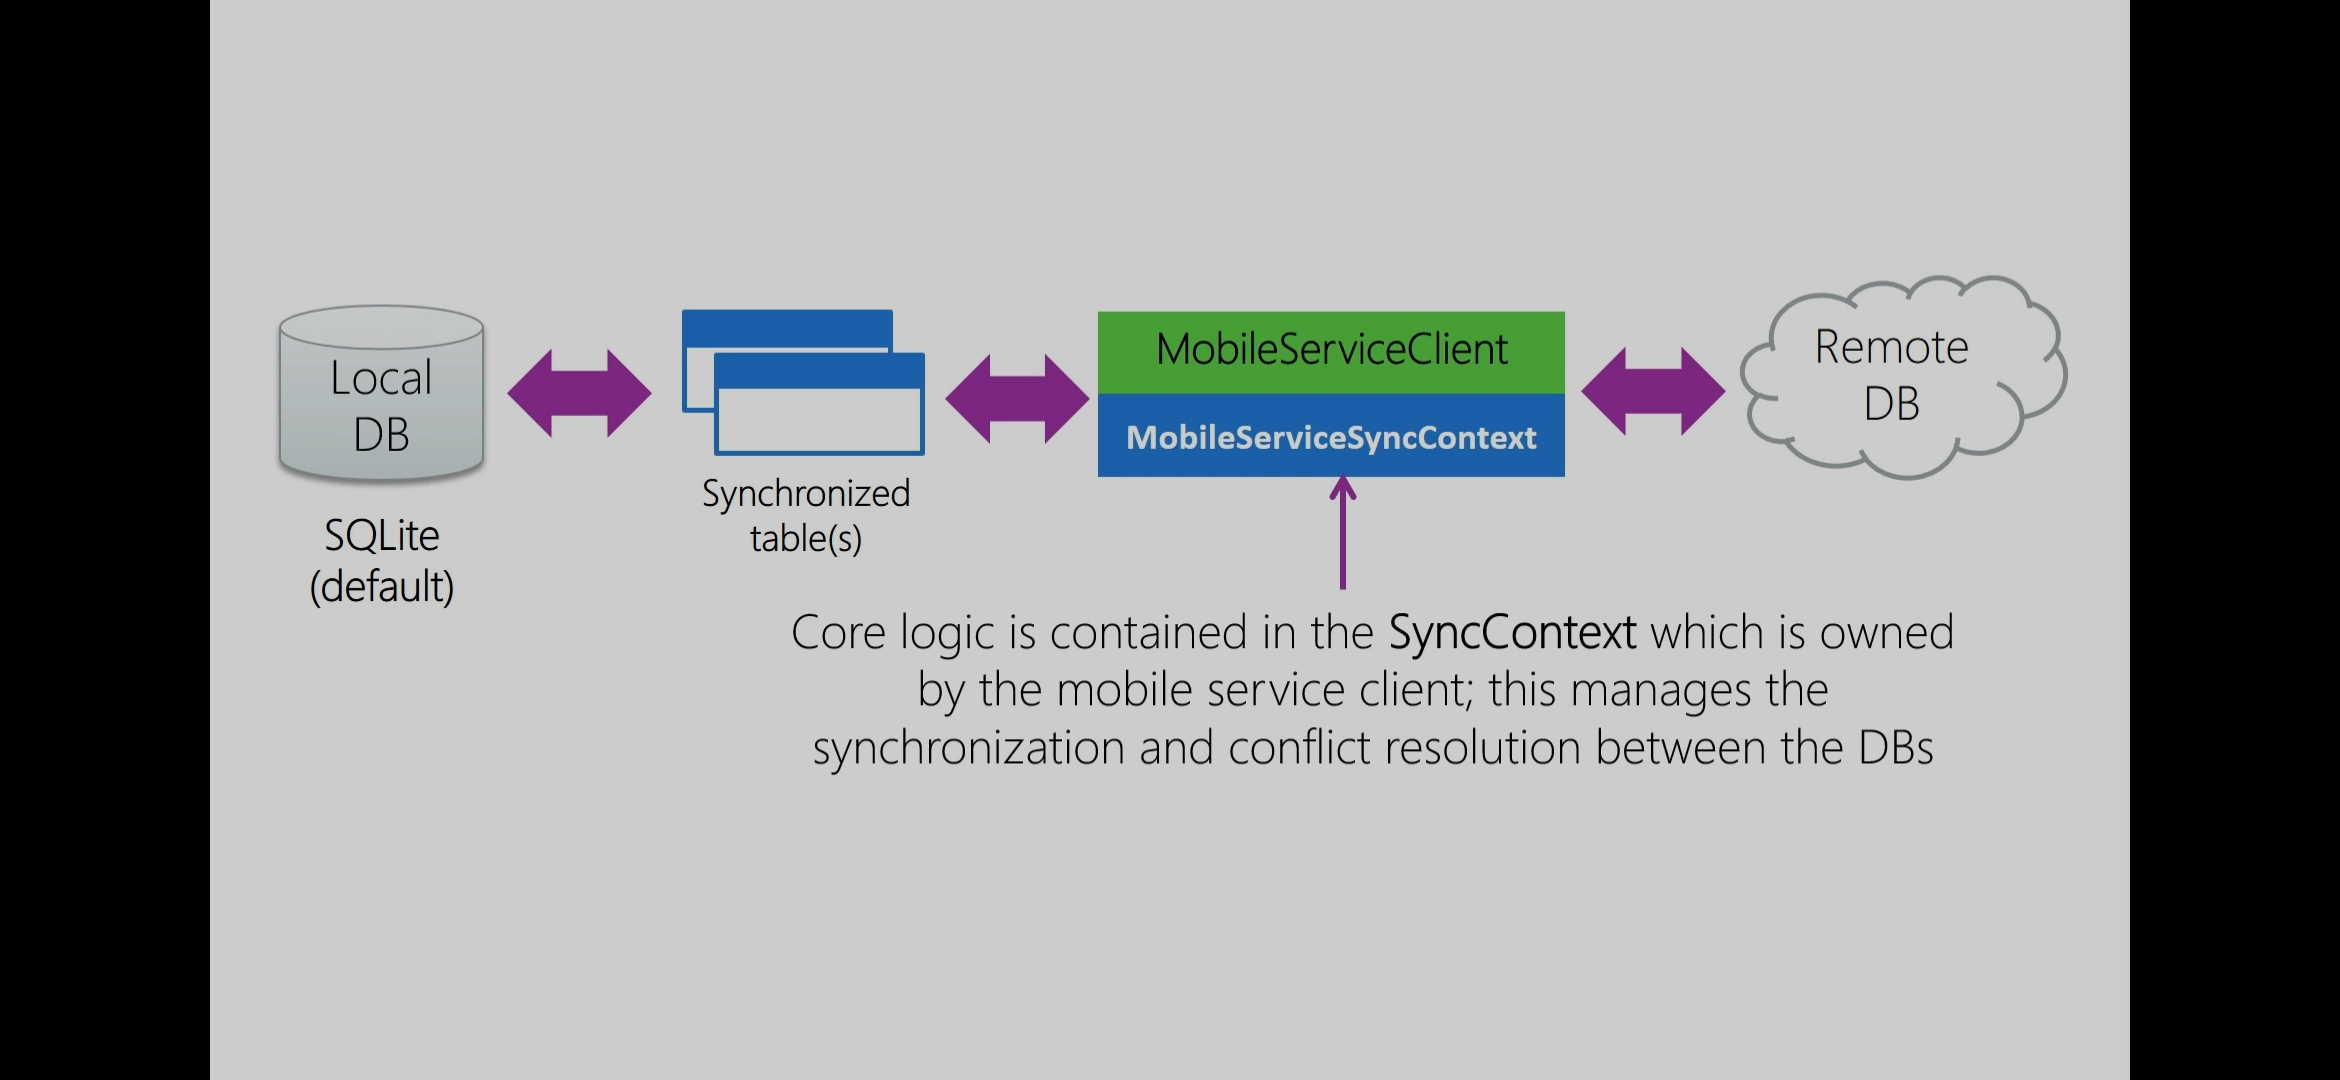 Local
DB
SQLite
(default)
Synchronized
table(s)
MobileServiceClient
MobileServiceSyncContext
Remote
DB
Core logic is contained in the SyncContext which is owned
by the mobile service client; this manages the
synchronization and conflict resolution between the DBs